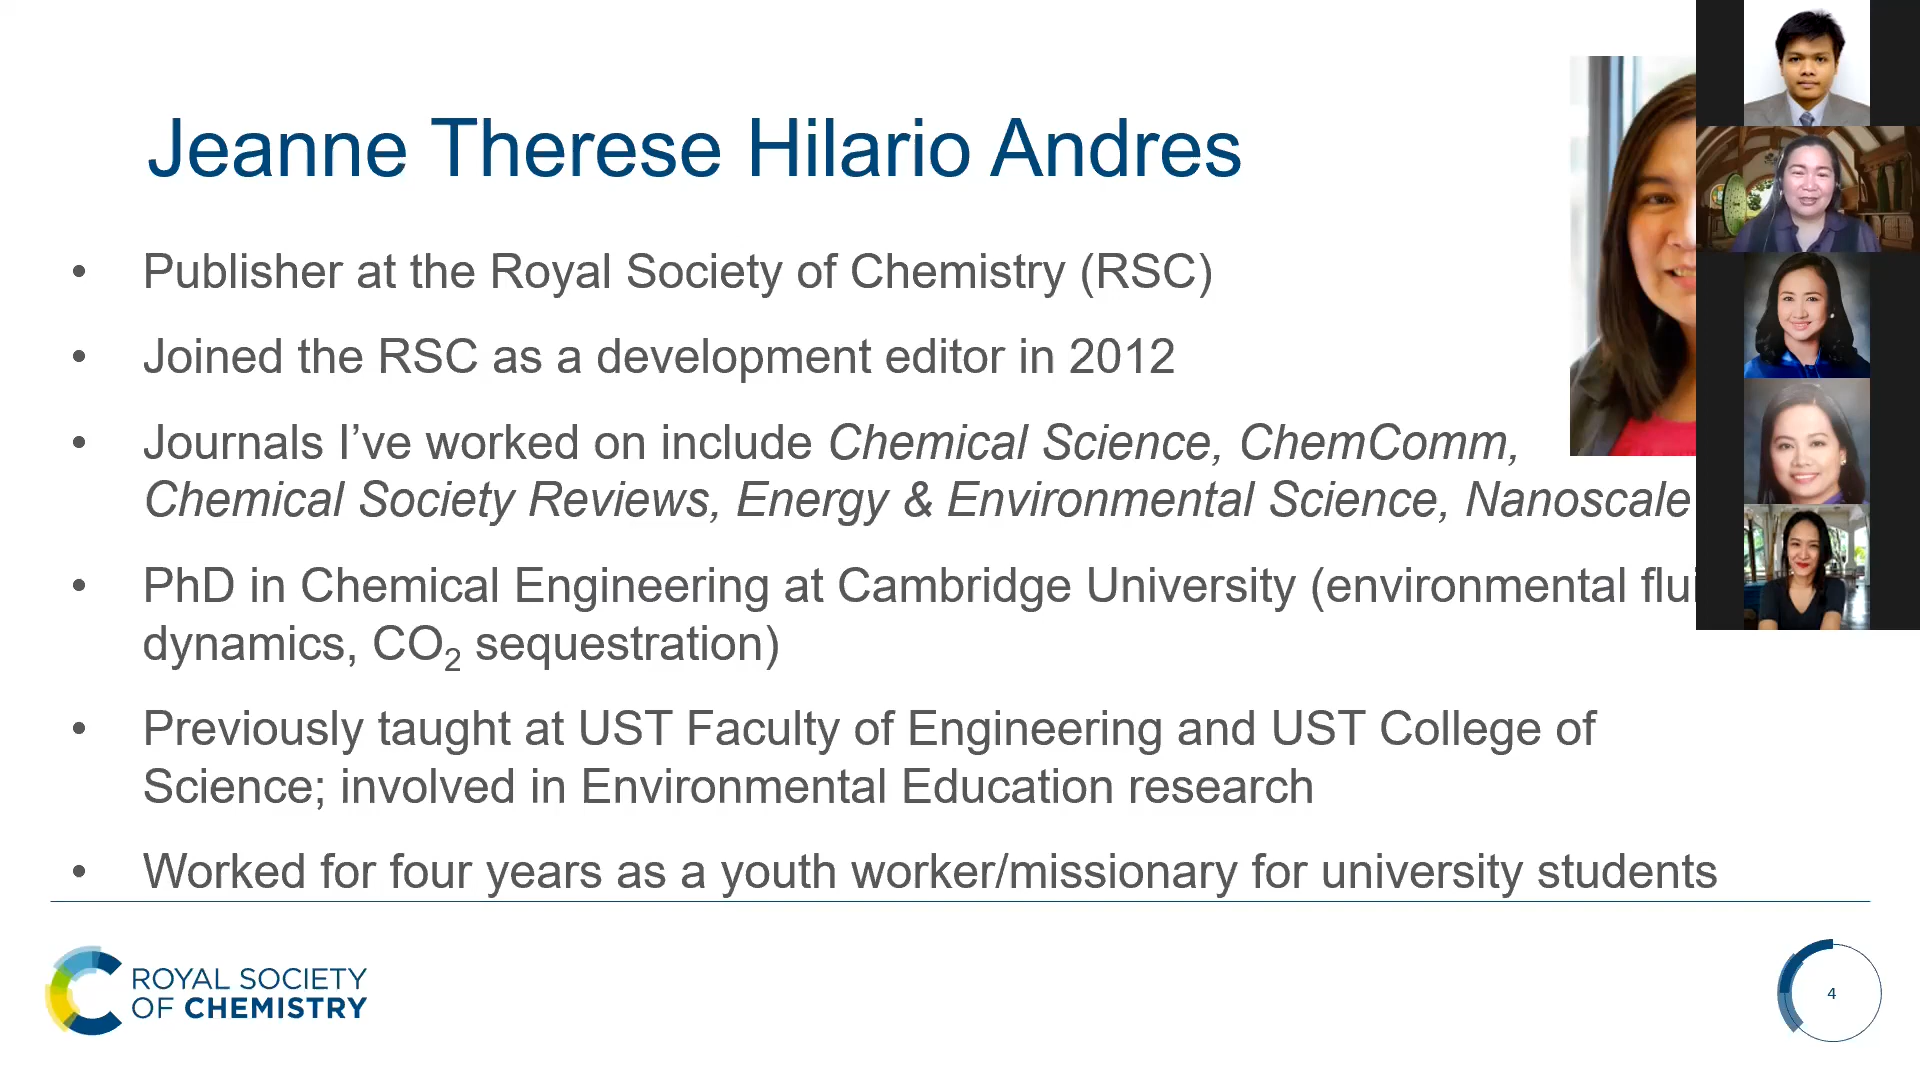 Jeanne Therese Hilario Andres
• Publisher at the Royal Society of Chemistry (RSC)
• Joined the RSC as a development editor in 2012
• Journals I’ve worked on include Chemical Science, ChemComm,
Chemical Society Reviews, Energy & Environmental Science, Nanoscale
• PhD in Chemical Engineering at Cambridge University (environmental flui
dynamics, CO₂ sequestration)
• Previously taught at UST Faculty of Engineering and UST College of
Science; involved in Environmental Education research
• Worked for four years as a youth worker/missionary for university students
ROYAL SOCIETY
OF CHEMISTRY
4